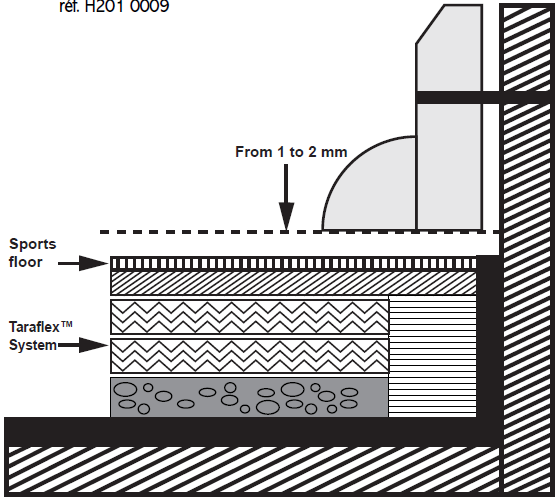 réf. H201 0009
From 1 to 2 mm
Sports
floor
Taraflex™
System